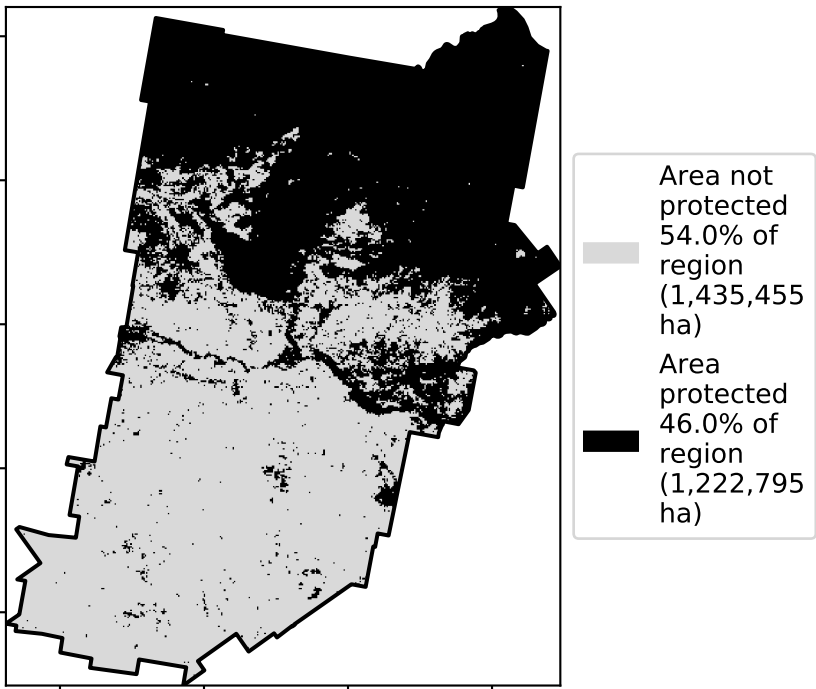 Area not
protected
54.0% of
region
(1,435,455
ha)
Area
protected
46.0% of
region
(1,222,795
ha)